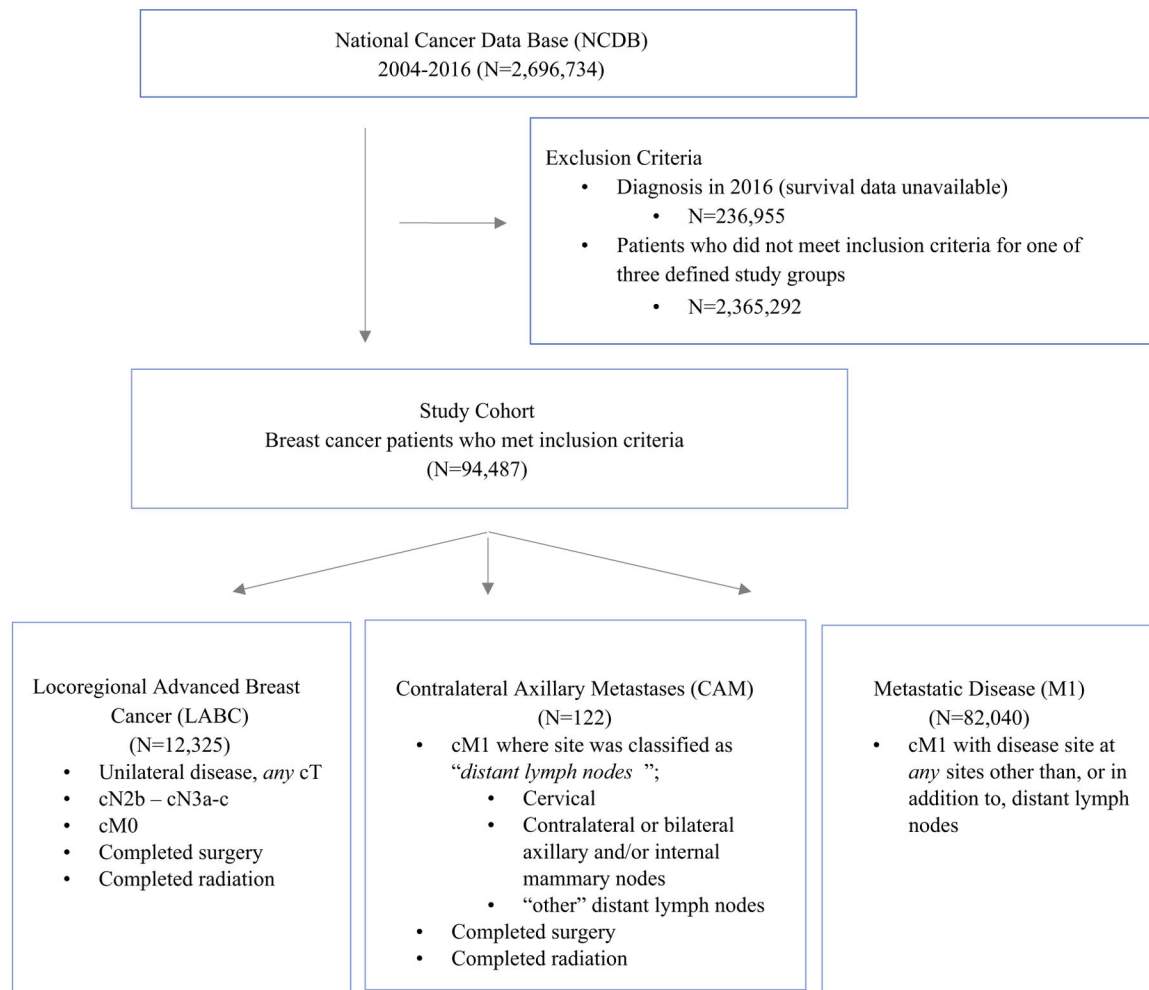 National Cancer Data Base (NCDB)
2004-2016 (N=2,696,734)
Exclusion Criteria
• Diagnosis in 2016 (survival data unavailable)
• N=236,955
• Patients who did not meet inclusion criteria for one of
three defined study groups
• N=2,365,292
Study Cohort
Breast cancer patients who met inclusion criteria
(N=94,487)
Locoregional Advanced Breast
Cancer (LABC)
(N=12,325)
• Unilateral disease, any cT
• cN2b – cN3a-c
• cM0
• Completed surgery
• Completed radiation
Contralateral Axillary Metastases (CAM)
(N=122)
• cM1 where site was classified as
“distant lymph nodes ”;
• Cervical
• Contralateral or bilateral
axillary and/or internal
mammary nodes
• “other” distant lymph nodes
• Completed surgery
• Completed radiation
Metastatic Disease (M1)
(N=82,040)
• cM1 with disease site at
any sites other than, or in
addition to, distant lymph
nodes